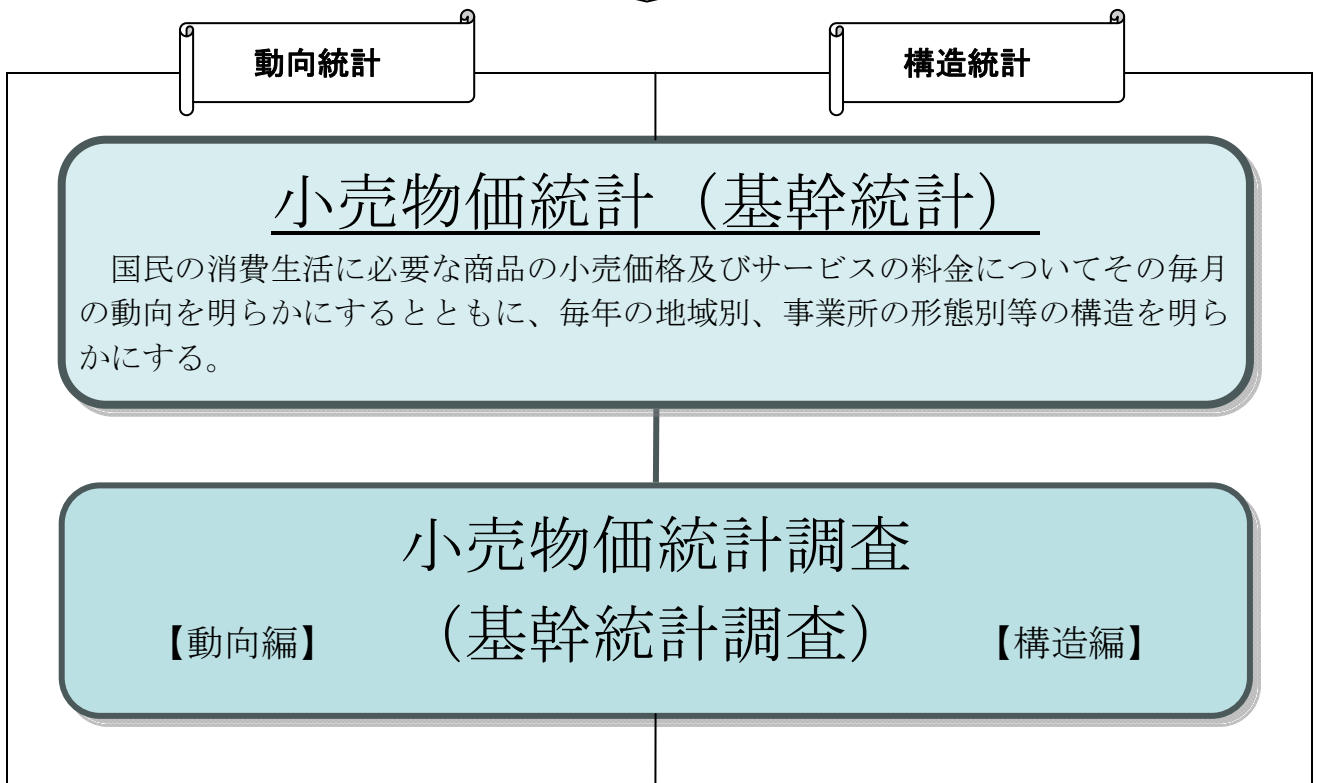 動向統計
構造統計
小売物価統計（基幹統計）
国民の消費生活に必要な商品の小売価格及びサービスの料金についてその毎月
の動向を明らかにするとともに、毎年の地域別、事業所の形態別等の構造を明ら
かにする。
小売物価統計調査
【動向編】 （基幹統計調査） 【構造編】